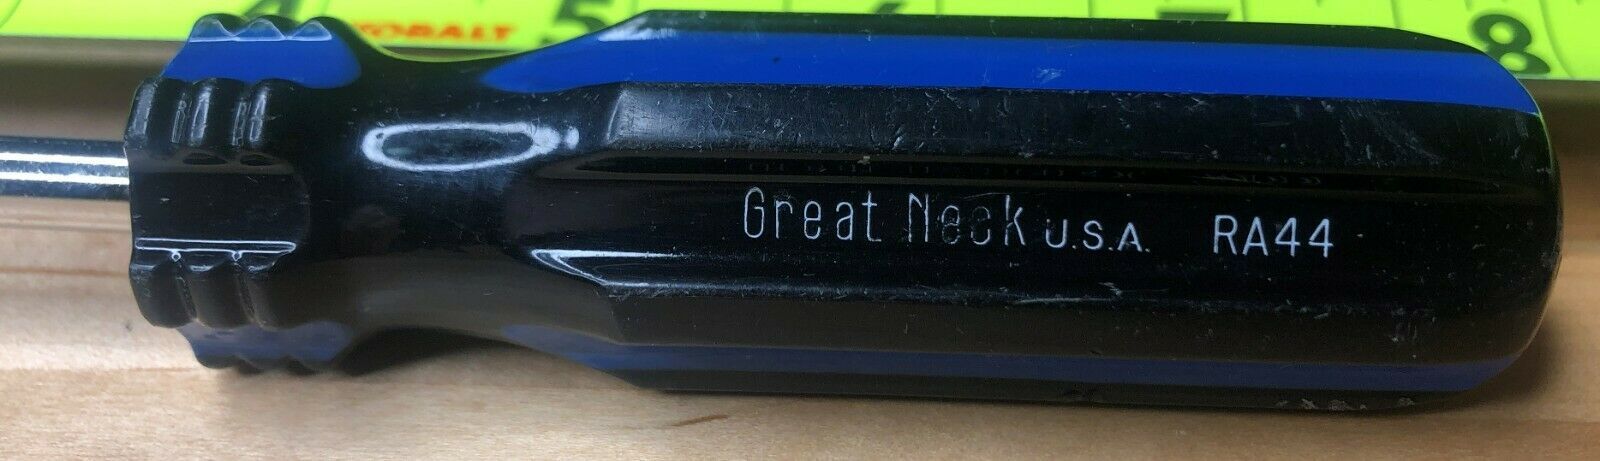 4 KOBALT 5 6 7 8
Great Neck U.S.A. RA44